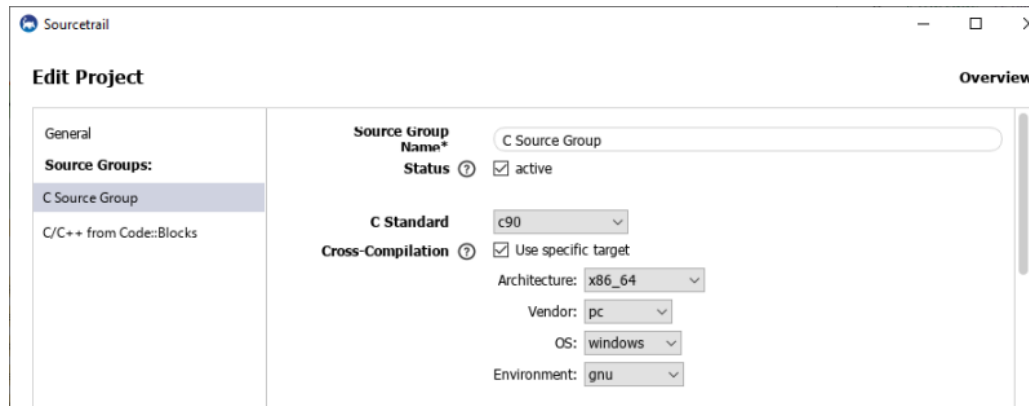 Sourcetrail
Edit Project
Overview
General
Source Groups:
C Source Group
C/C++ from Code::Blocks
Source Group
Name*
C Source Group
Status ? active
C Standard c90
Cross-Compilation ? Use specific target
Architecture: x86_64
Vendor: pc
OS: windows
Environment: gnu